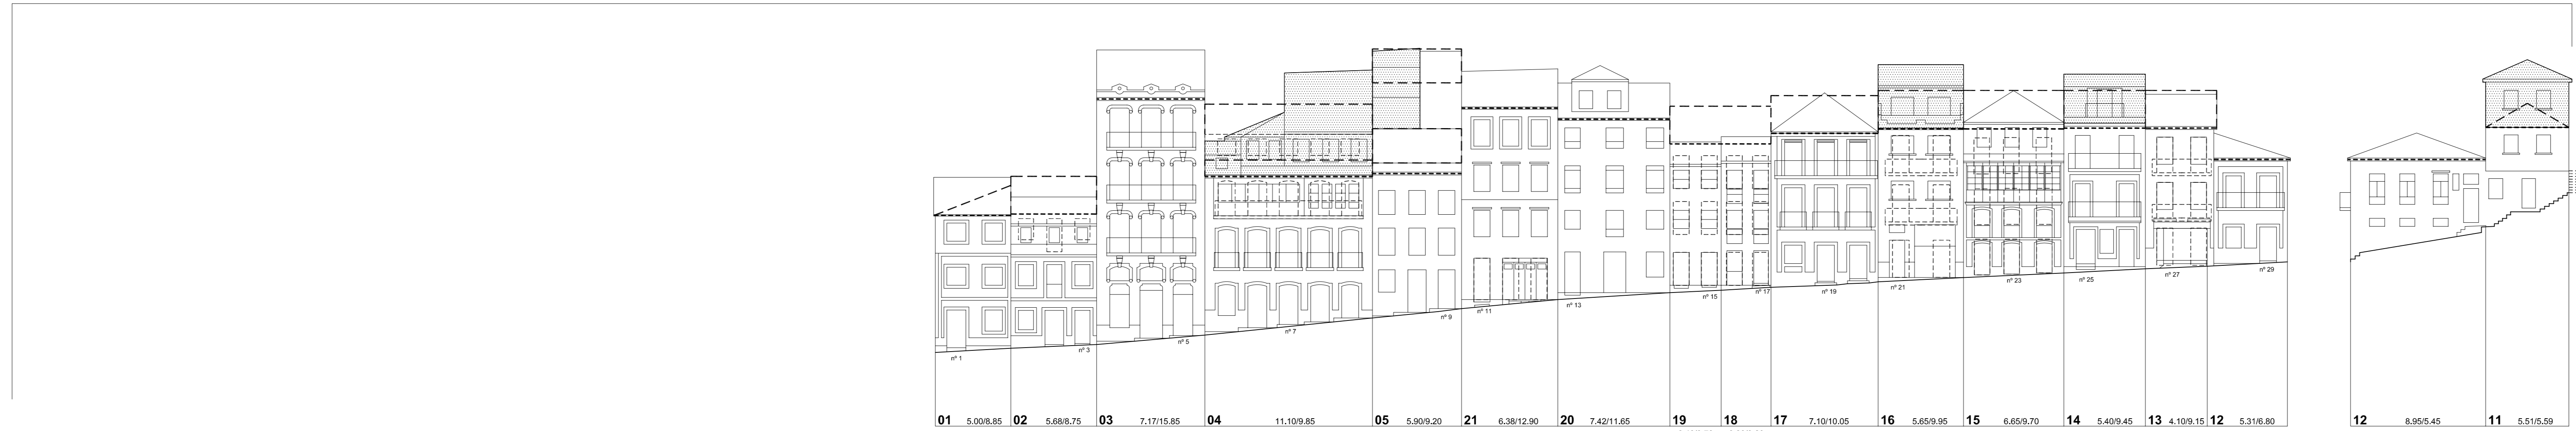 nº 1
nº 3
nº 5
nº 7
nº 9
nº 11
nº 13
nº 15
nº 17
nº 19
nº 21
nº 23
nº 25
nº 27
nº 29
01 5.00/8.85
02 5.68/8.75
03 7.17/15.85
04 11.10/9.85
05 5.90/9.20
21 6.38/12.90
20 7.42/11.65
19
18
17 7.10/10.05
16 5.65/9.95
15 6.65/9.70
14 5.40/9.45
13 4.10/9.15
12 5.31/6.80
12 8.95/5.45
11 5.51/5.59